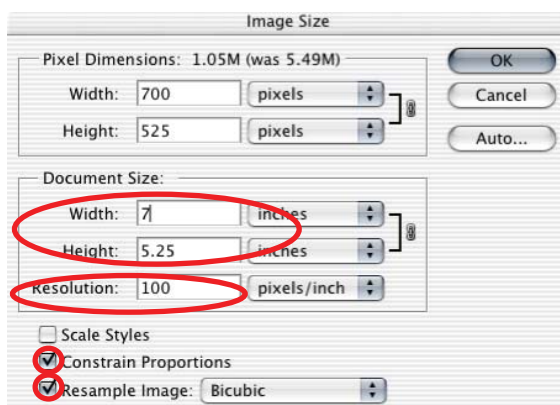 Image Size
Pixel Dimensions: 1.05M (was 5.49M)
Width: 700 pixels
Height: 525 pixels
OK
Cancel
Auto...
Document Size:
Width: 7 inches
Height: 5.25 inches
Resolution: 100 pixels/inch
Scale Styles
Constrain Proportions
Resample Image: Bicubic